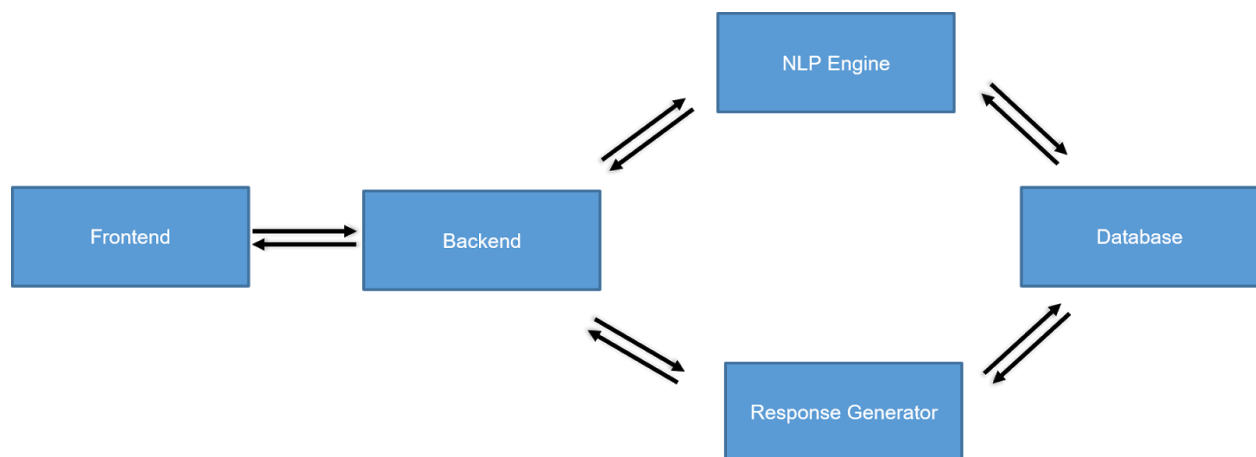 NLP Engine
Frontend
Backend
Database
Response Generator